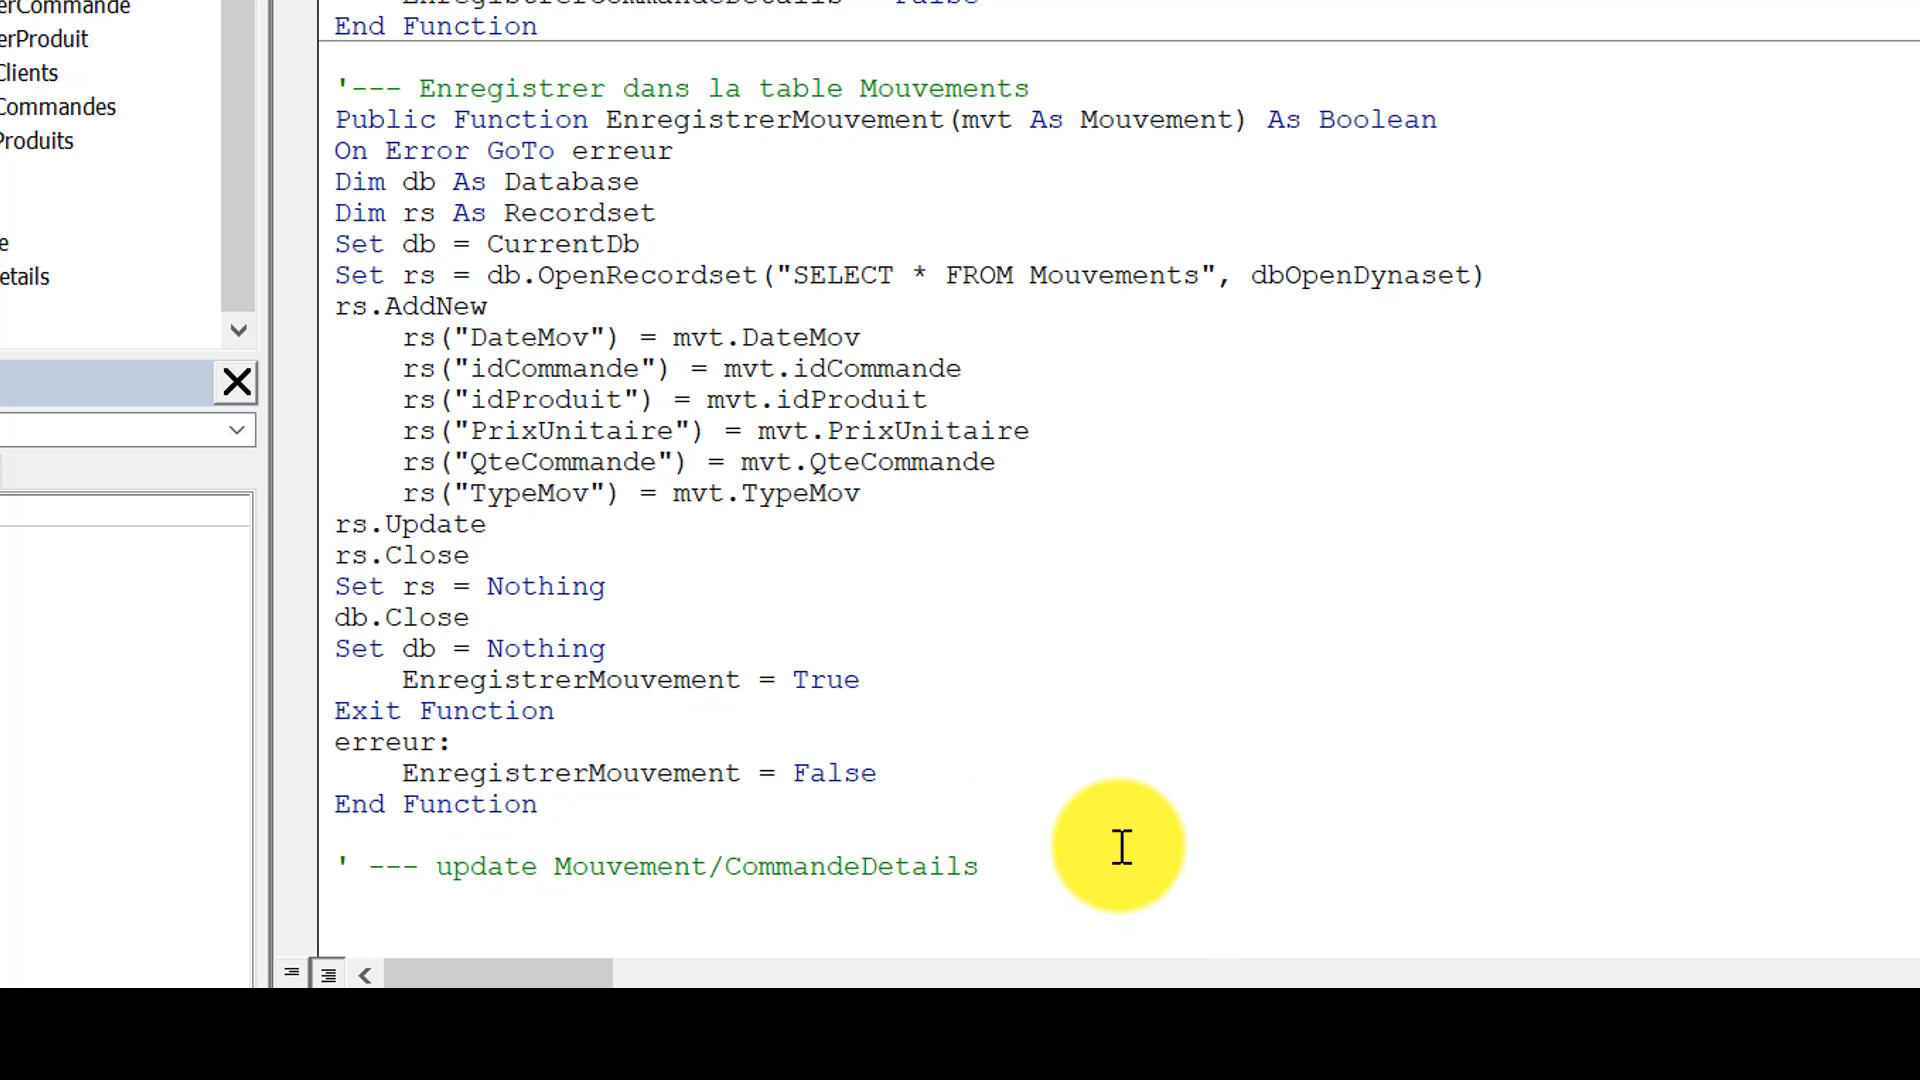 erCommande
erProduit
Clients
Commandes
Produits
e
etails
End Function
'--- Enregistrer dans la table Mouvements
Public Function EnregistrerMouvement(mvt As Mouvement) As Boolean
On Error GoTo erreur
Dim db As Database
Dim rs As Recordset
Set db = CurrentDb
Set rs = db.OpenRecordset("SELECT * FROM Mouvements", dbOpenDynaset)
rs.AddNew
    rs("DateMov") = mvt.DateMov
    rs("idCommande") = mvt.idCommande
    rs("idProduit") = mvt.idProduit
    rs("PrixUnitaire") = mvt.PrixUnitaire
    rs("QteCommande") = mvt.QteCommande
    rs("TypeMov") = mvt.TypeMov
rs.Update
rs.Close
Set rs = Nothing
db.Close
Set db = Nothing
    EnregistrerMouvement = True
Exit Function
erreur:
    EnregistrerMouvement = False
End Function
' --- update Mouvement/CommandeDetails